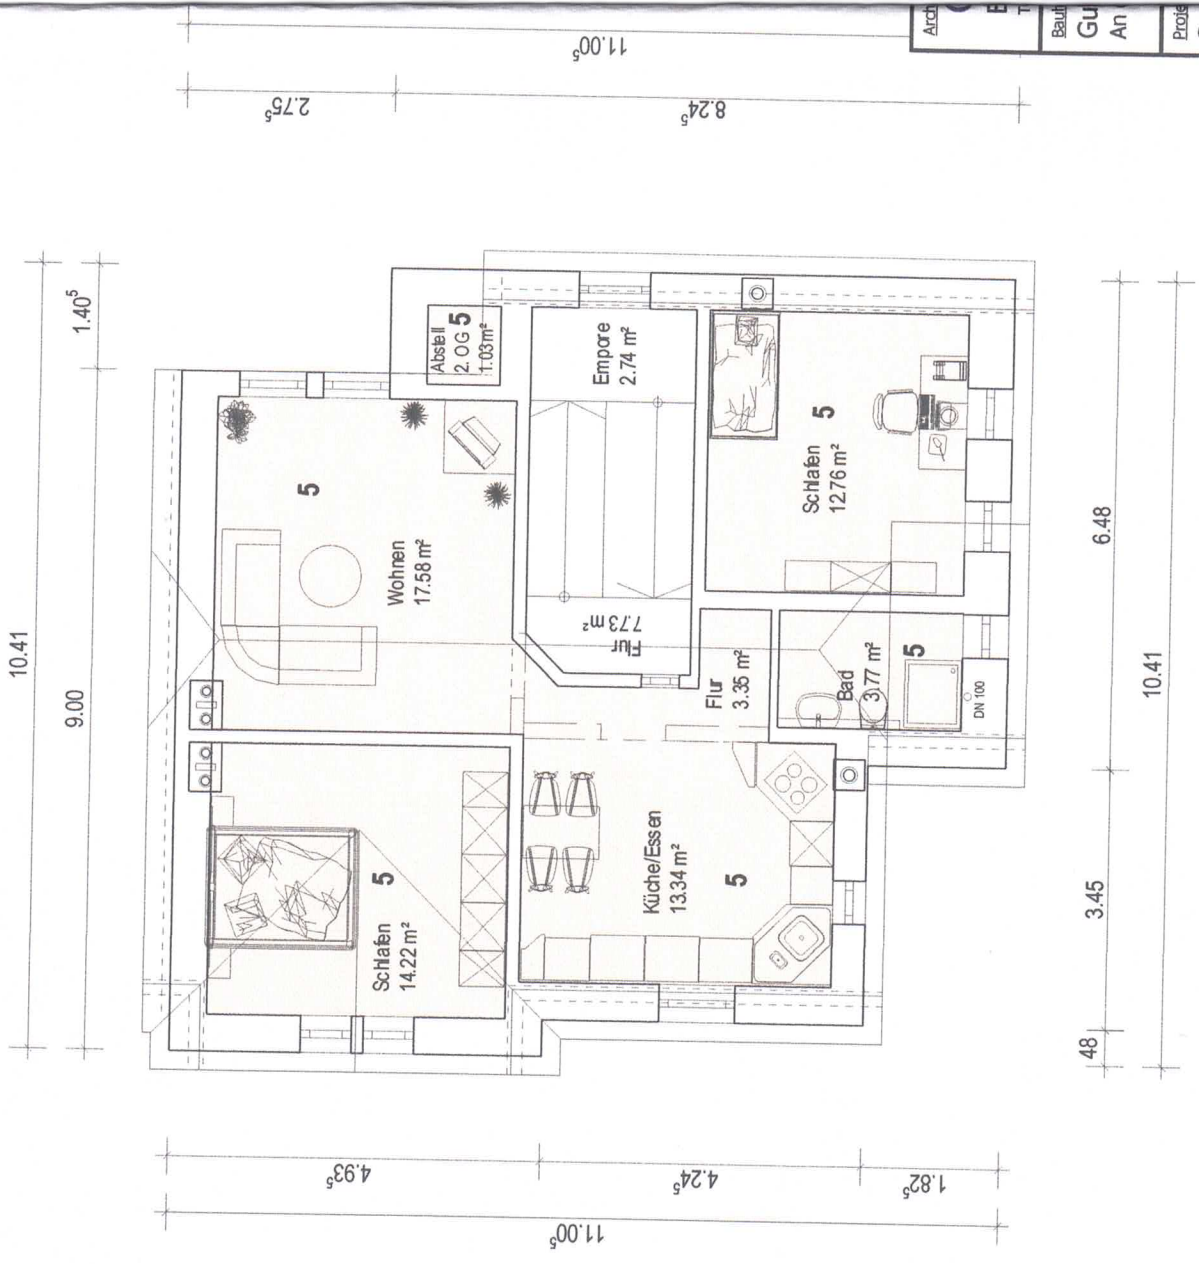 Arch
Bauh
Gu
An
Proje
11.00⁵
2.75⁵
8.24⁵
10.41
1.40⁵
9.00
Abstell
2. OG 5
1.03m²
Empore
2.74 m²
5
Wohnen
17.58 m²
5
Schlafen
12.76 m²
Flur
7.73 m²
Flur
3.35 m²
Bad
3.77 m²
5
DN 100
Schlafen
14.22 m²
5
Küche/Essen
13.34 m²
5
6.48
3.45
48
10.41
4.93⁵
4.24⁵
1.82⁵
11.00⁵